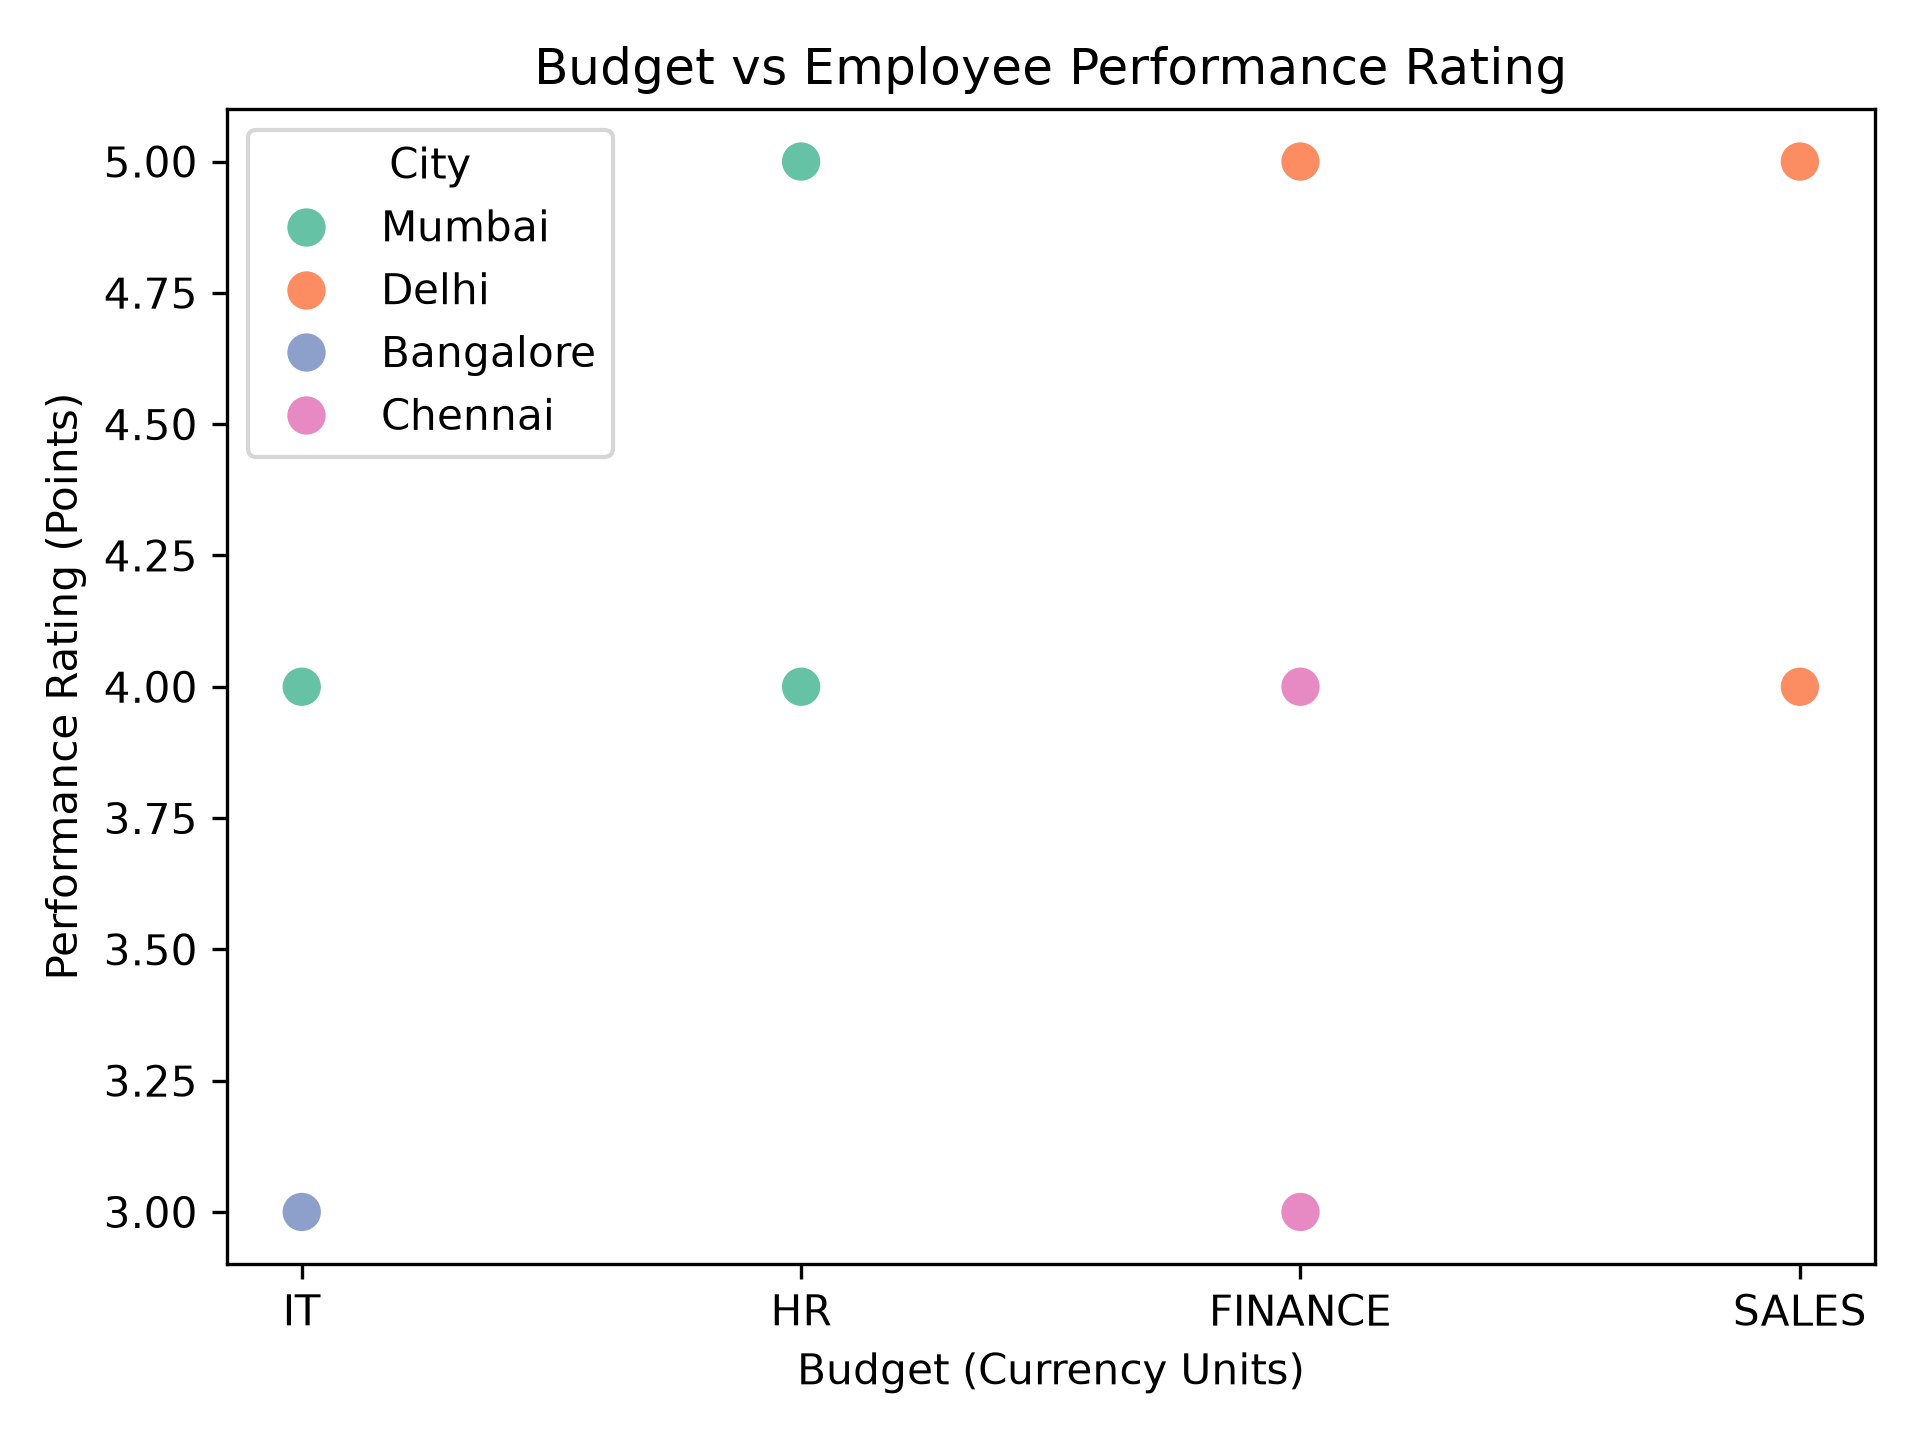 Budget vs Employee Performance Rating
City
Mumbai
Delhi
Bangalore
Chennai
Performance Rating (Points)
5.00
4.75
4.50
4.25
4.00
3.75
3.50
3.25
3.00
IT HR FINANCE SALES
Budget (Currency Units)